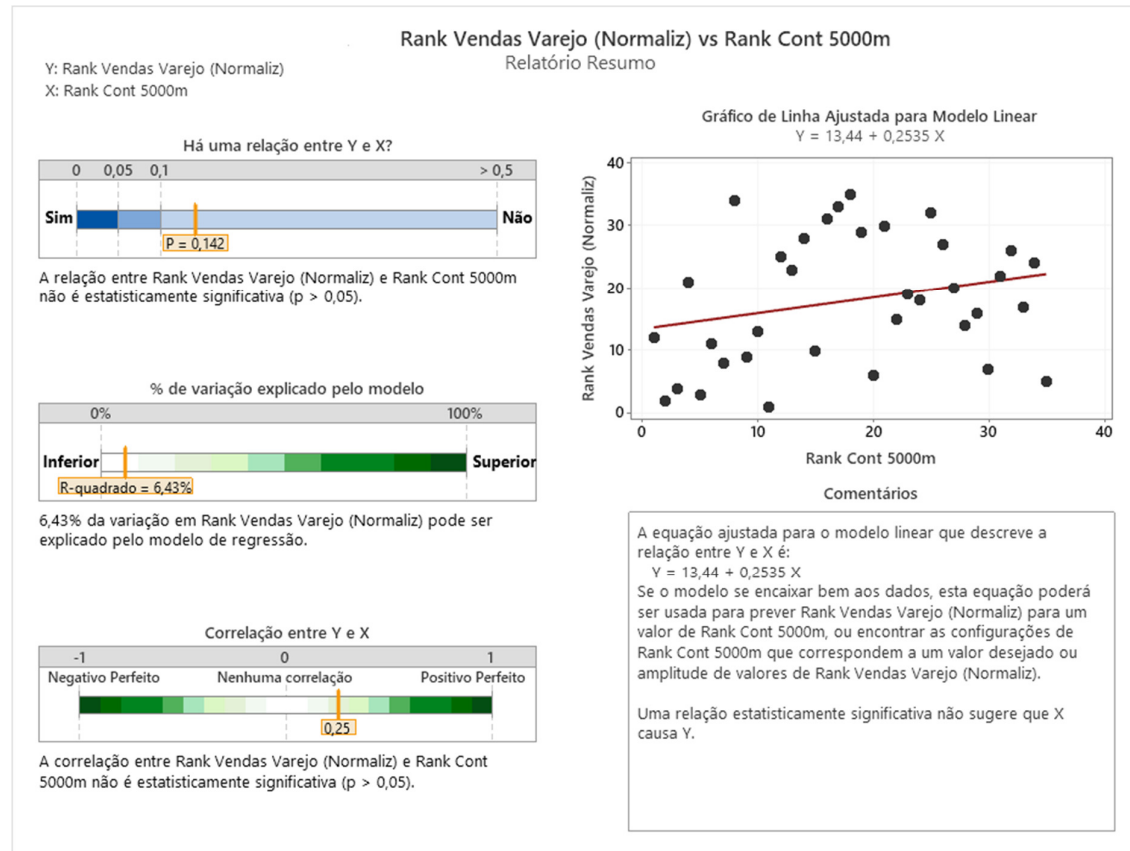 Rank Vendas Varejo (Normaliz) vs Rank Cont 5000m
Relatório Resumo
Y: Rank Vendas Varejo (Normaliz)
X: Rank Cont 5000m
Há uma relação entre Y e X?
0 0,05 0,1 > 0,5
Sim Não
P = 0,142
A relação entre Rank Vendas Varejo (Normaliz) e Rank Cont 5000m
não é estatisticamente significativa (p > 0,05).
% de variação explicado pelo modelo
0% 100%
Inferior Superior
R-quadrado = 6,43%
6,43% da variação em Rank Vendas Varejo (Normaliz) pode ser
explicado pelo modelo de regressão.
Correlação entre Y e X
-1 0 1
Negativo Perfeito Nenhuma correlação Positivo Perfeito
0,25
A correlação entre Rank Vendas Varejo (Normaliz) e Rank Cont
5000m não é estatisticamente significativa (p > 0,05).
Gráfico de Linha Ajustada para Modelo Linear
Y = 13,44 + 0,2535 X
Rank Vendas Varejo (Normaliz)
40
30
20
10
0
0 10 20 30 40
Rank Cont 5000m
Comentários
A equação ajustada para o modelo linear que descreve a
relação entre Y e X é:
Y = 13,44 + 0,2535 X
Se o modelo se encaixar bem aos dados, esta equação poderá
ser usada para prever Rank Vendas Varejo (Normaliz) para um
valor de Rank Cont 5000m, ou encontrar as configurações de
Rank Cont 5000m que correspondem a um valor desejado ou
amplitude de valores de Rank Vendas Varejo (Normaliz).
Uma relação estatisticamente significativa não sugere que X
causa Y.